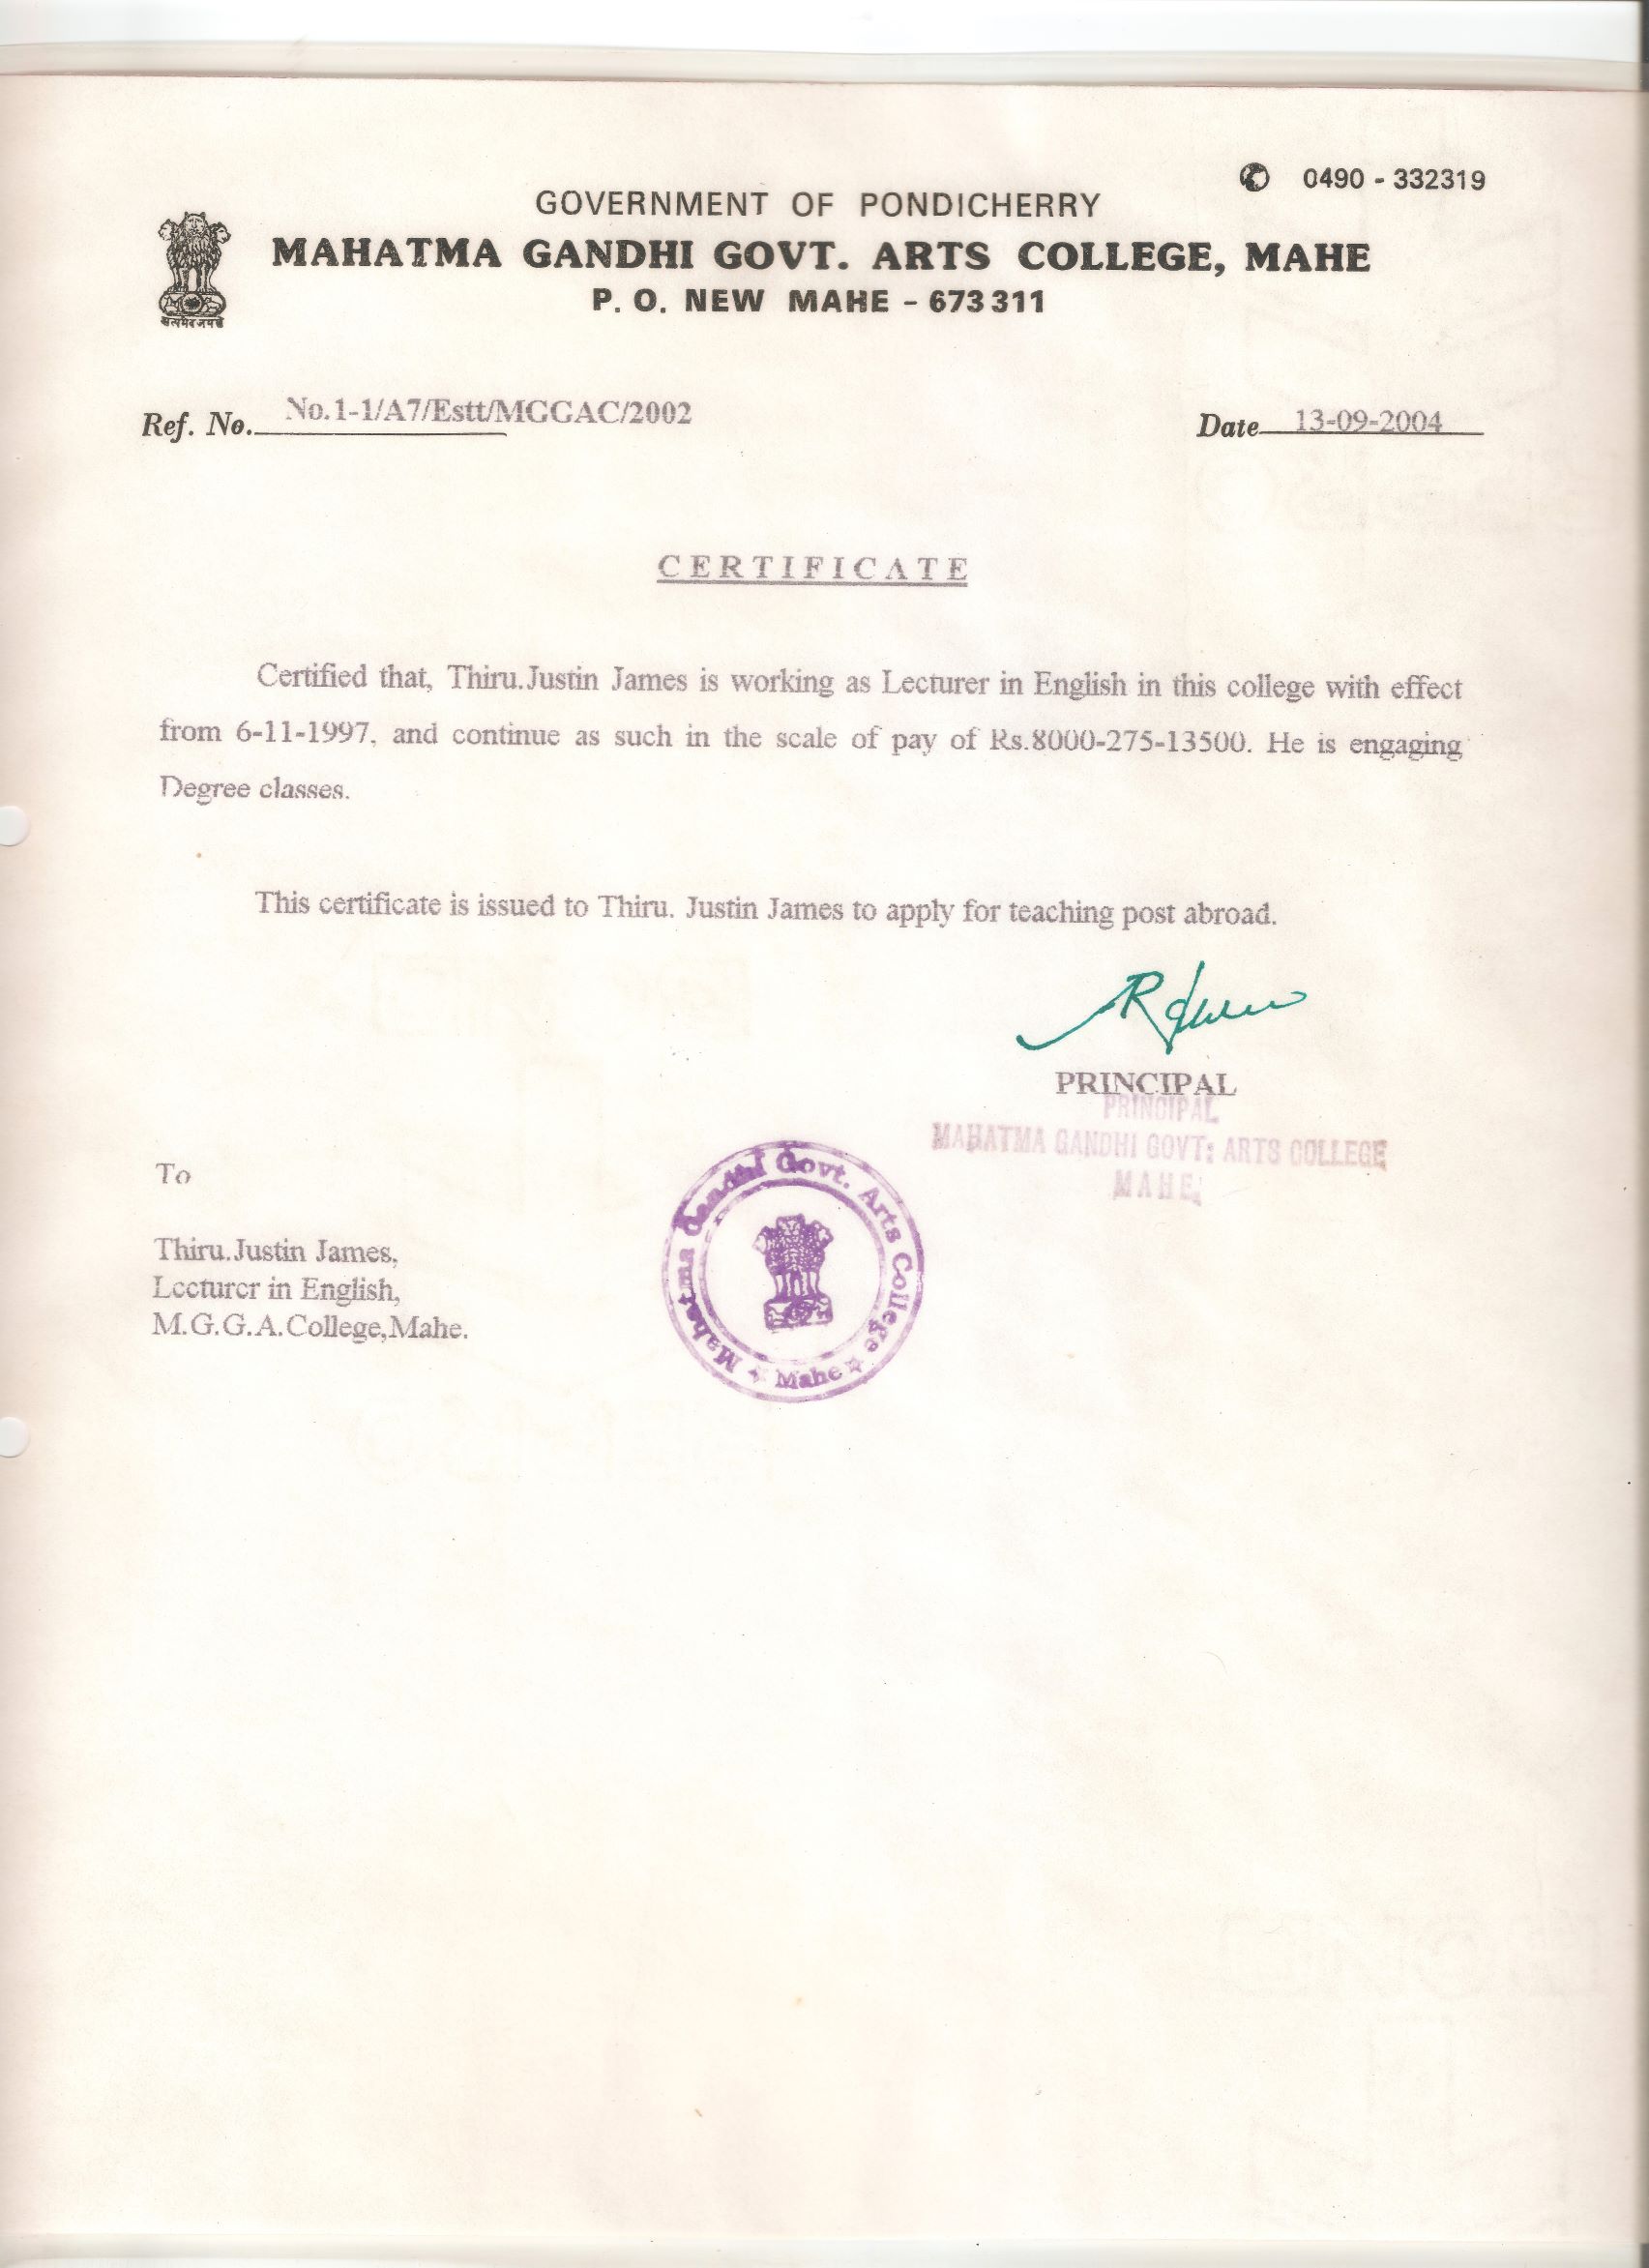 0490 - 332319
GOVERNMENT OF PONDICHERRY
MAHATMA GANDHI GOVT. ARTS COLLEGE, MAHE
P. O. NEW MAHE - 673 311
सत्यमेव जयते
Ref. No. No.1-1/A7/Estt/MGGAC/2002
Date 13-09-2004
CERTIFICATE
Certified that, Thiru.Justin James is working as Lecturer in English in this college with effect
from 6-11-1997, and continue as such in the scale of pay of Rs.8000-275-13500. He is engaging
Degree classes.
This certificate is issued to Thiru. Justin James to apply for teaching post abroad.
PRINCIPAL
PRINCIPAL
MAHATMA GANDHI GOVT: ARTS COLLEGE
MAHE
To
Thiru.Justin James,
Lecturer in English,
M.G.G.A.College,Mahe.
Mahatma Gandhi Govt. Arts College
Mahe